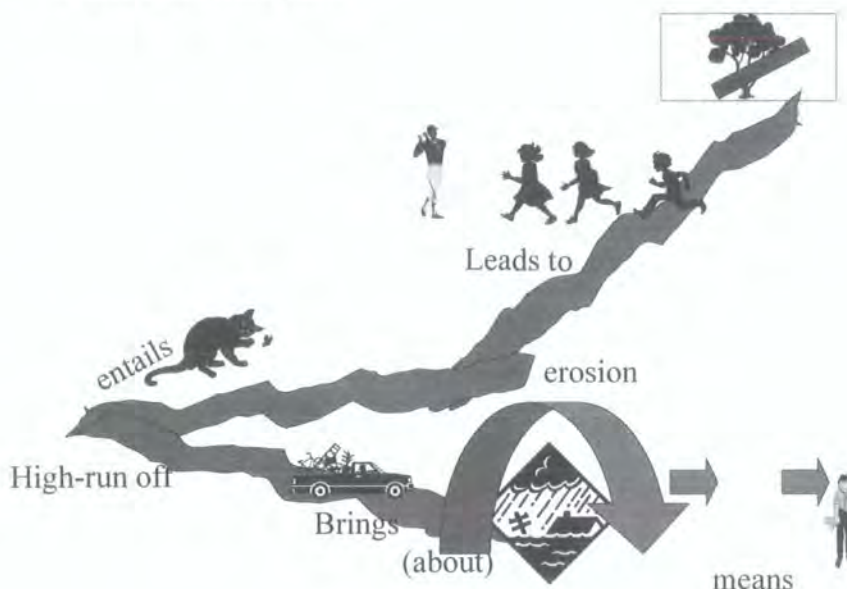 Leads to
entails
erosion
High-run off
Brings
(about)
means